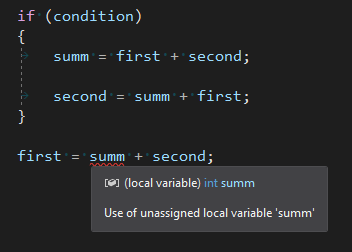 if (condition)
{
summ = first + second;
second = summ + first;
}
first = summ + second;
(local variable) int summ
Use of unassigned local variable 'summ'